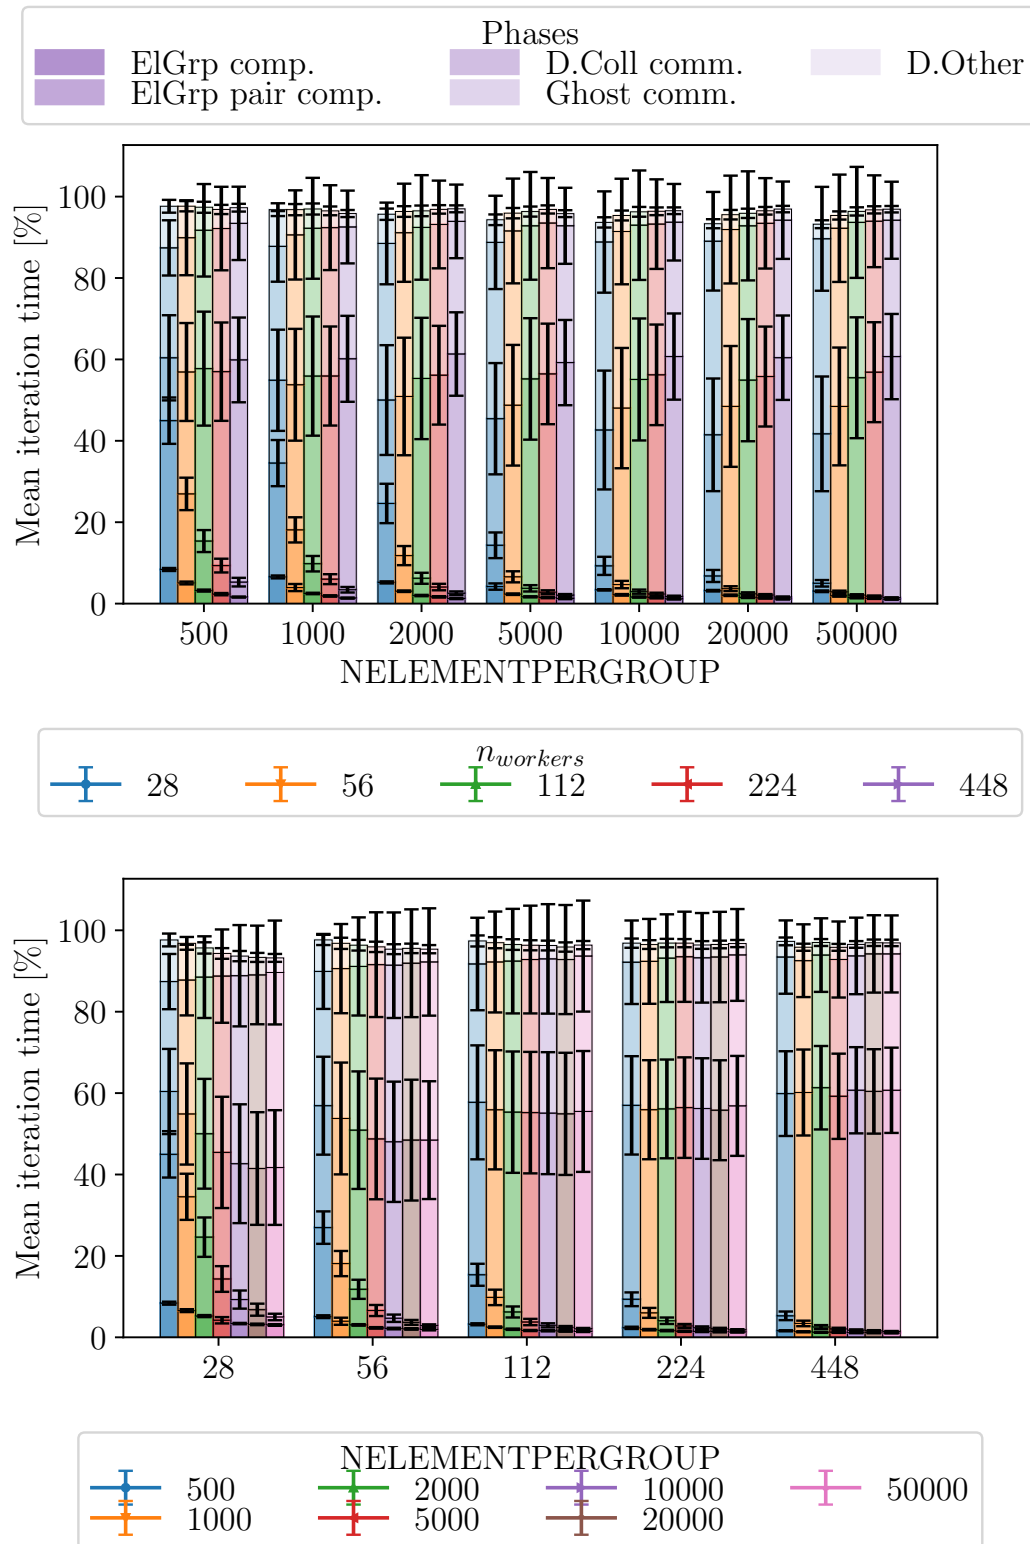 Phases
ElGrp comp. D.Coll comm. D.Other
ElGrp pair comp. Ghost comm.
Mean iteration time [%]
100
80
60
40
20
0
500 1000 2000 5000 10000 20000 50000
NELEMENTPERGROUP
n_workers
28 56 112 224 448
Mean iteration time [%]
100
80
60
40
20
0
28 56 112 224 448
NELEMENTPERGROUP
500 2000 10000 50000
1000 5000 20000